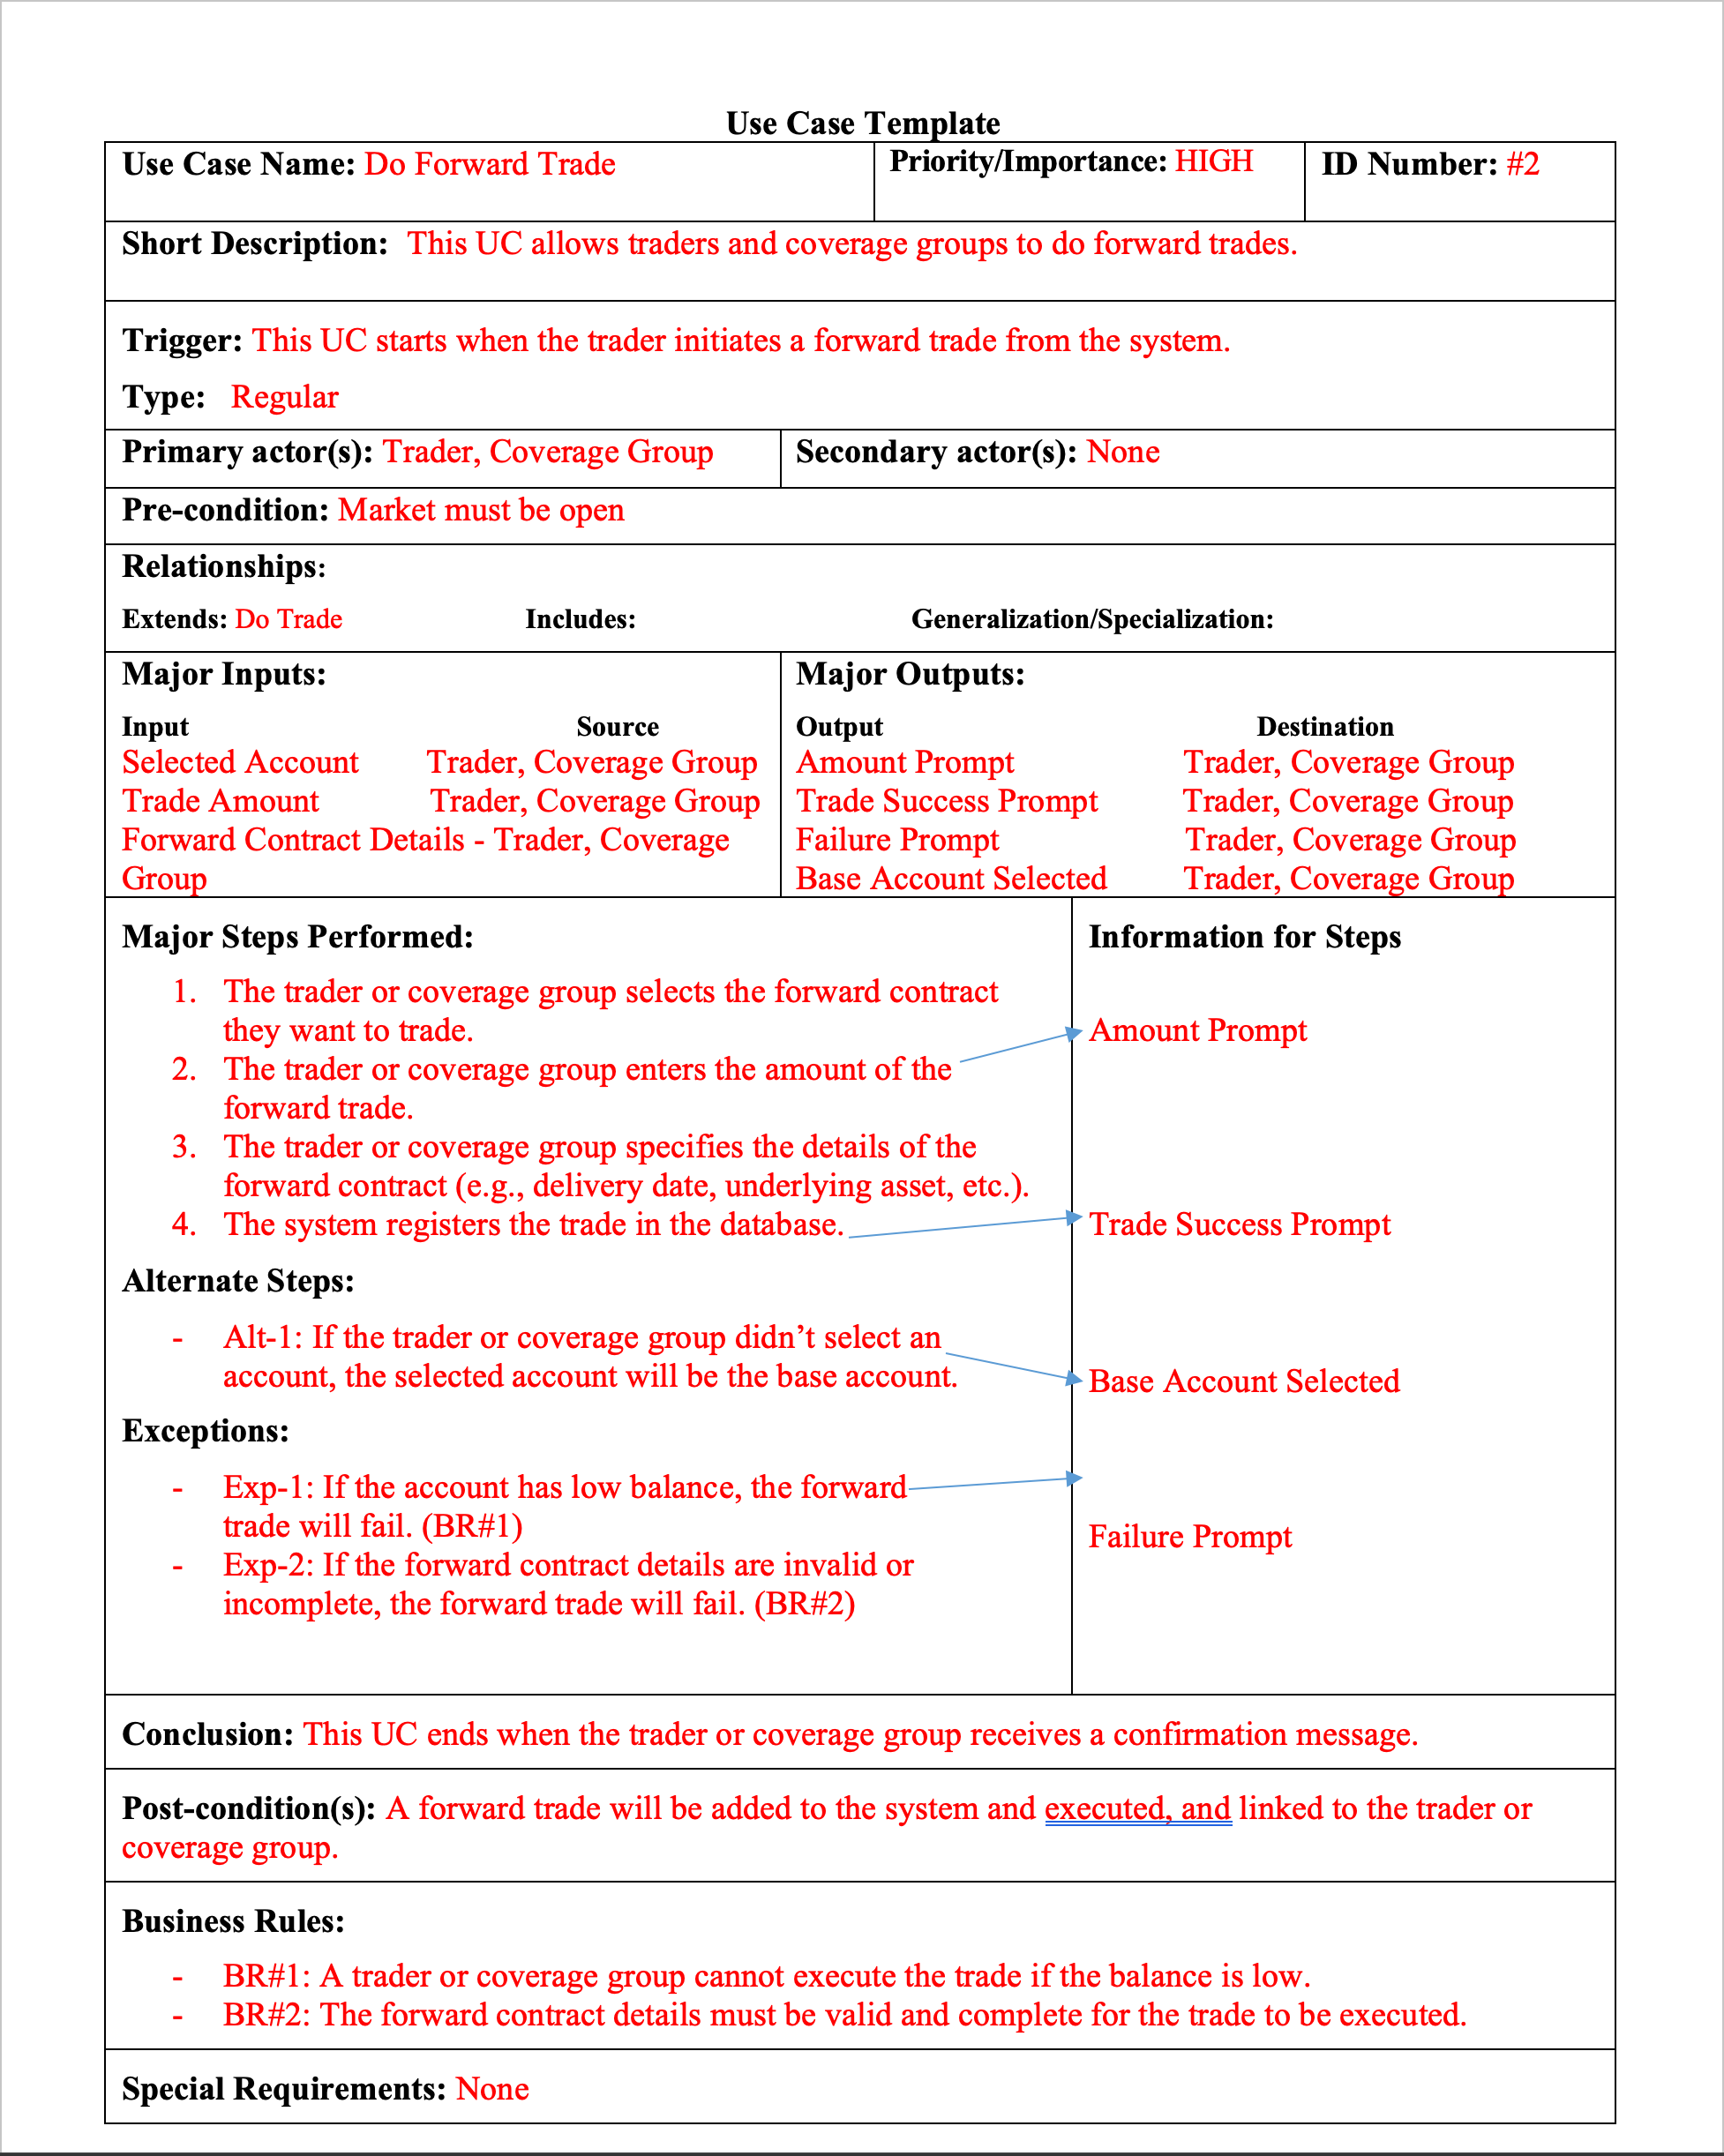 Use Case Template
Use Case Name: Do Forward Trade
Priority/Importance: HIGH
ID Number: #2
Short Description: This UC allows traders and coverage groups to do forward trades.
Trigger: This UC starts when the trader initiates a forward trade from the system.
Type: Regular
Primary actor(s): Trader, Coverage Group
Secondary actor(s): None
Pre-condition: Market must be open
Relationships:
Extends: Do Trade Includes: Generalization/Specialization:
Major Inputs:
Input Source
Selected Account Trader, Coverage Group
Trade Amount Trader, Coverage Group
Forward Contract Details - Trader, Coverage
Group
Major Outputs:
Output Destination
Amount Prompt Trader, Coverage Group
Trade Success Prompt Trader, Coverage Group
Failure Prompt Trader, Coverage Group
Base Account Selected Trader, Coverage Group
Major Steps Performed:
1. The trader or coverage group selects the forward contract
they want to trade.
2. The trader or coverage group enters the amount of the
forward trade.
3. The trader or coverage group specifies the details of the
forward contract (e.g., delivery date, underlying asset, etc.).
4. The system registers the trade in the database.
Alternate Steps:
- Alt-1: If the trader or coverage group didn’t select an
account, the selected account will be the base account.
Exceptions:
- Exp-1: If the account has low balance, the forward
trade will fail. (BR#1)
- Exp-2: If the forward contract details are invalid or
incomplete, the forward trade will fail. (BR#2)
Information for Steps
Amount Prompt
Trade Success Prompt
Base Account Selected
Failure Prompt
Conclusion: This UC ends when the trader or coverage group receives a confirmation message.
Post-condition(s): A forward trade will be added to the system and executed, and linked to the trader or
coverage group.
Business Rules:
- BR#1: A trader or coverage group cannot execute the trade if the balance is low.
- BR#2: The forward contract details must be valid and complete for the trade to be executed.
Special Requirements: None